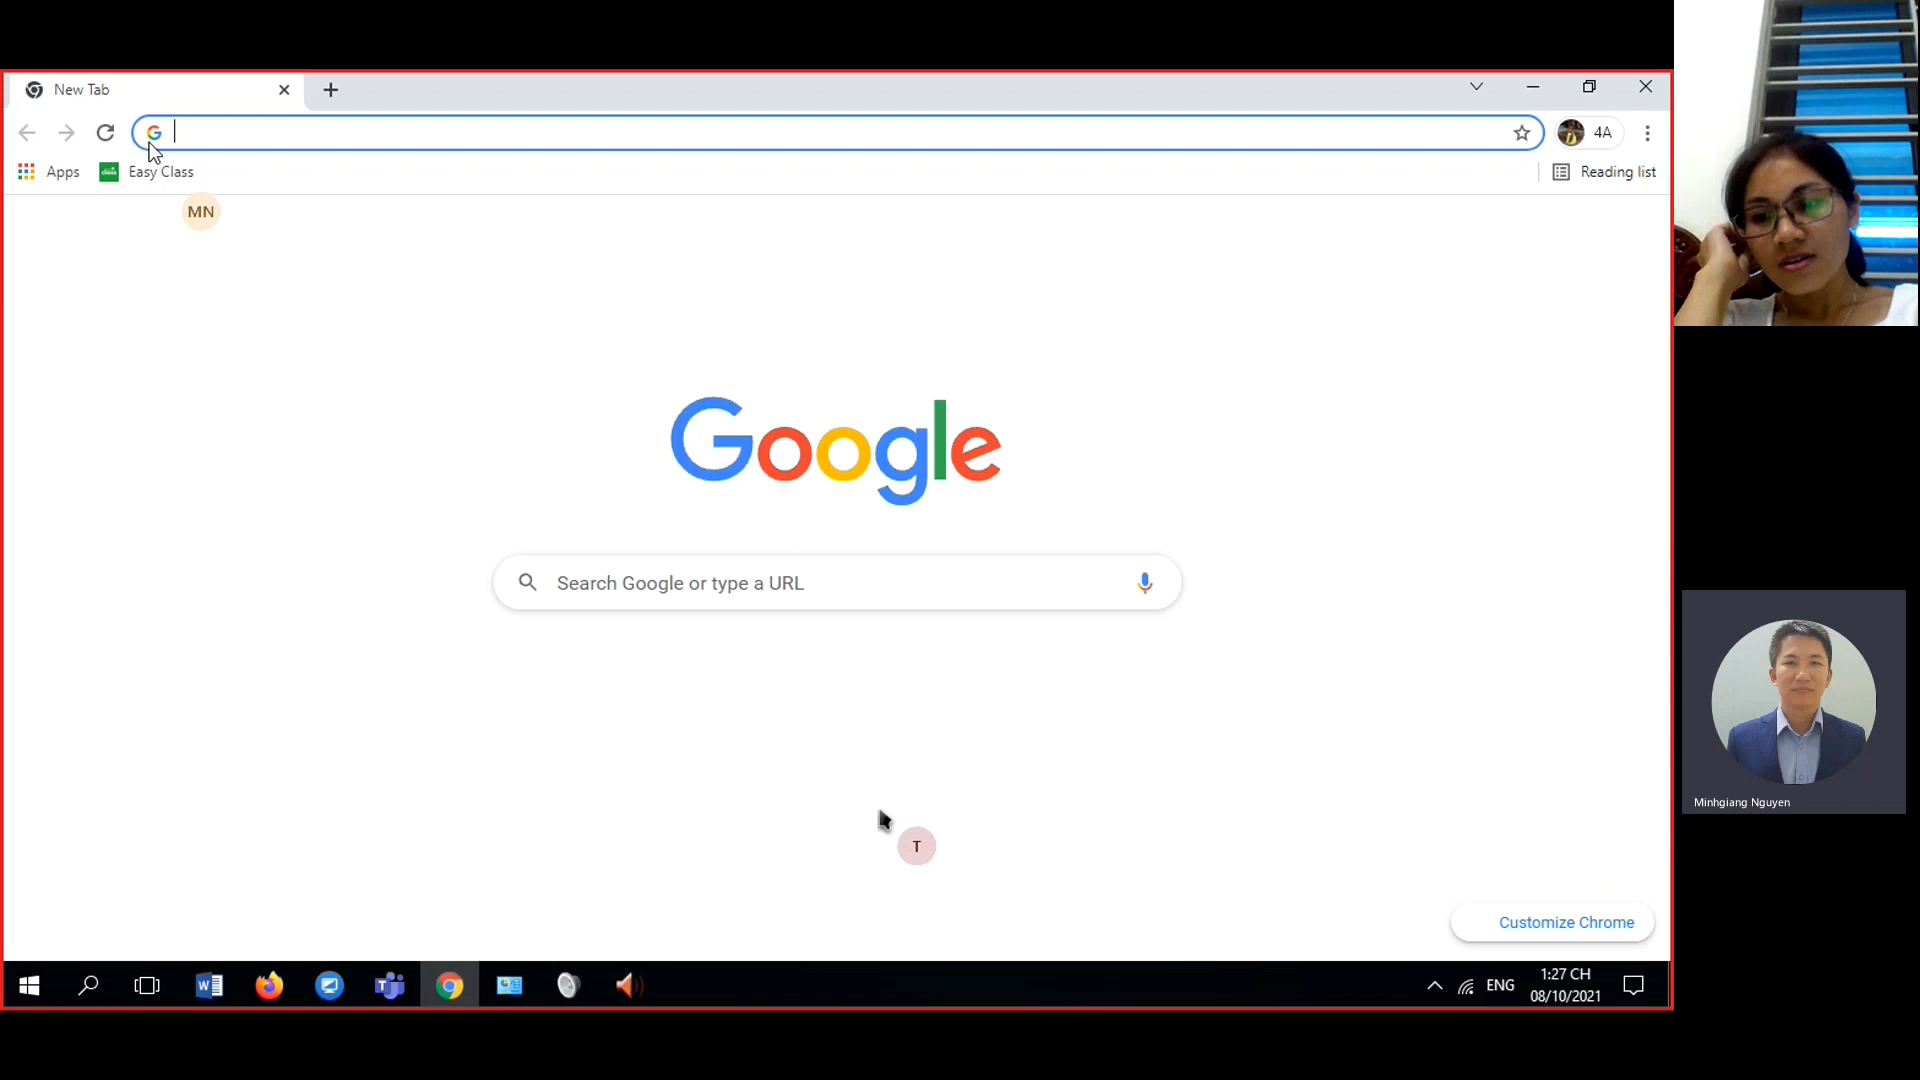 New Tab
4A
Apps
Easy Class
Reading list
MN
Google
Search Google or type a URL
Minhgiang Nguyen
T
Customize Chrome
ENG
1:27 CH
08/10/2021